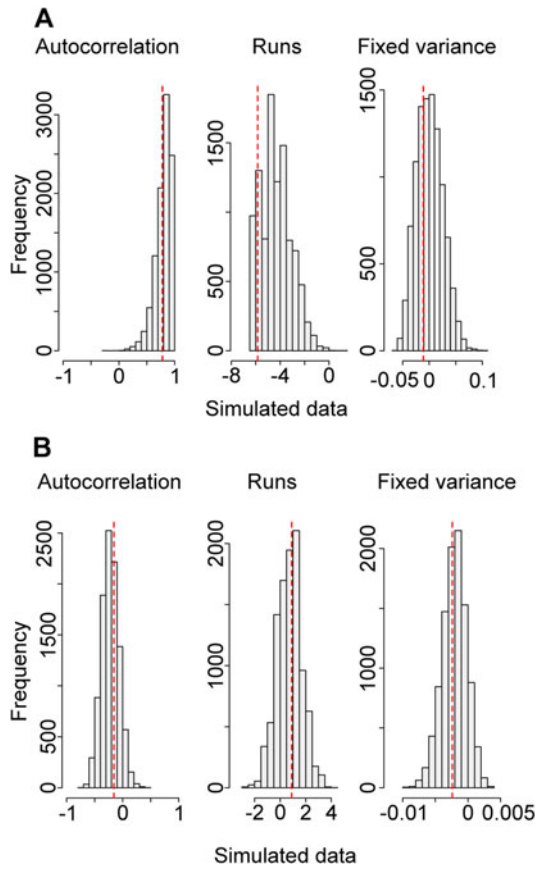 A
Autocorrelation Runs Fixed variance
Frequency
0 1000 2000 3000
0 500 1500
0 500 1500
-1 0 1
-8 -4 0
-0.05 0 0.1
Simulated data
B
Autocorrelation Runs Fixed variance
Frequency
0 500 1500 2500
0 1000 2000
0 1000 2000
-1 0 1
-2 0 2 4
-0.01 0 0.005
Simulated data